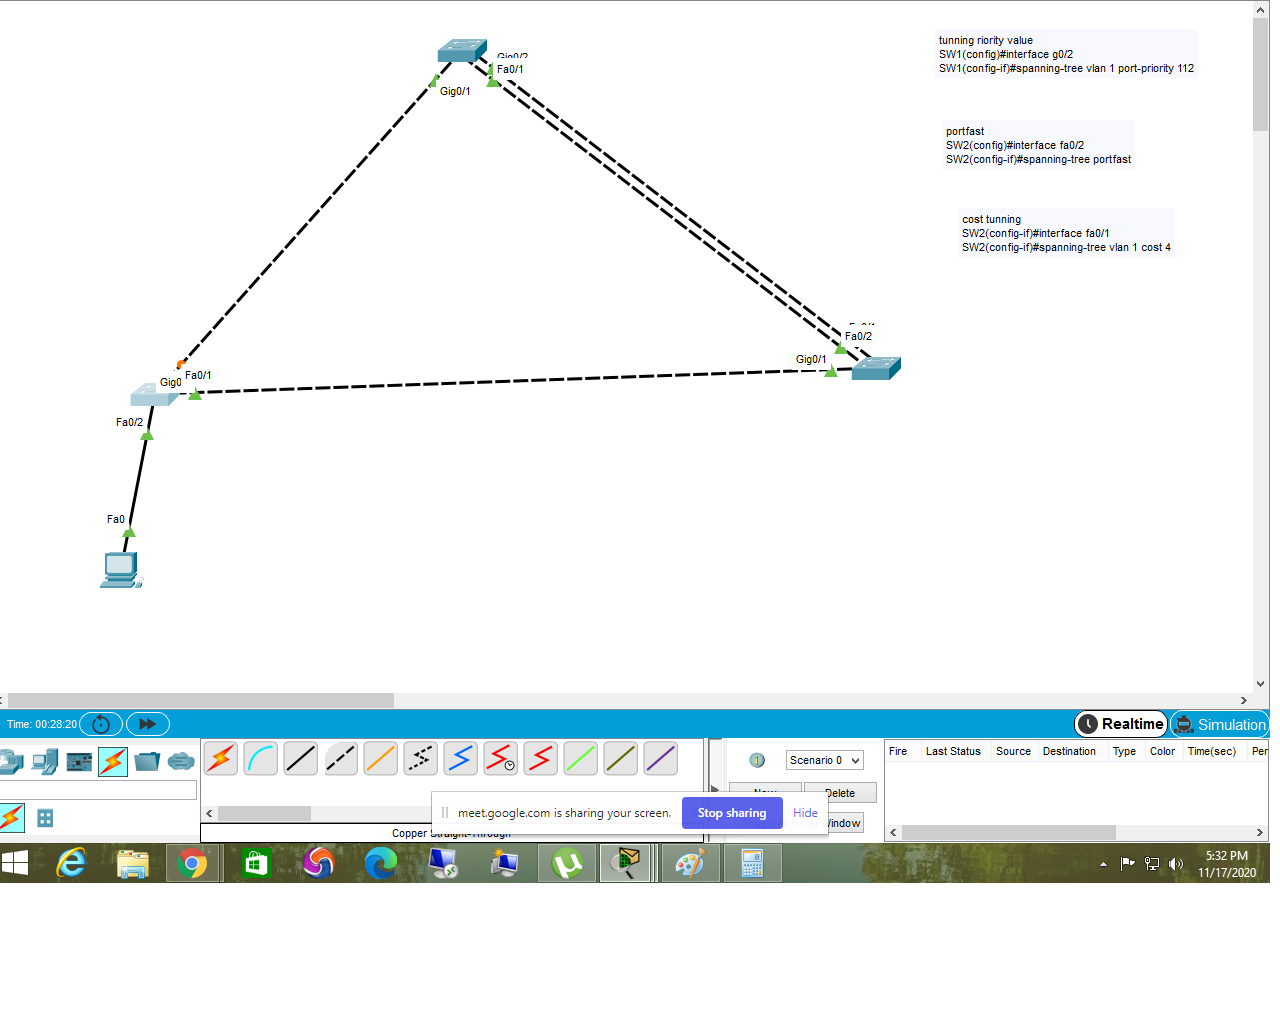 tunning riority value
SW1(config)#interface g0/2
SW1(config-if)#spanning-tree vlan 1 port-priority 112
Gig0/2
Fa0/1
Gig0/1
portfast
SW2(config)#interface fa0/2
SW2(config-if)#spanning-tree portfast
cost tunning
SW2(config-if)#interface fa0/1
SW2(config-if)#spanning-tree vlan 1 cost 4
Fa0/2
Gig0/1
Fa0/1
Gig0
Fa0/2
Fa0
Time: 00:28:20
Realtime
Simulation
Fire Last Status Source Destination Type Color Time(sec) Per
Scenario 0
New Delete
meet.google.com is sharing your screen. Stop sharing Hide
Window
Copper Straight-Through
5:32 PM
11/17/2020